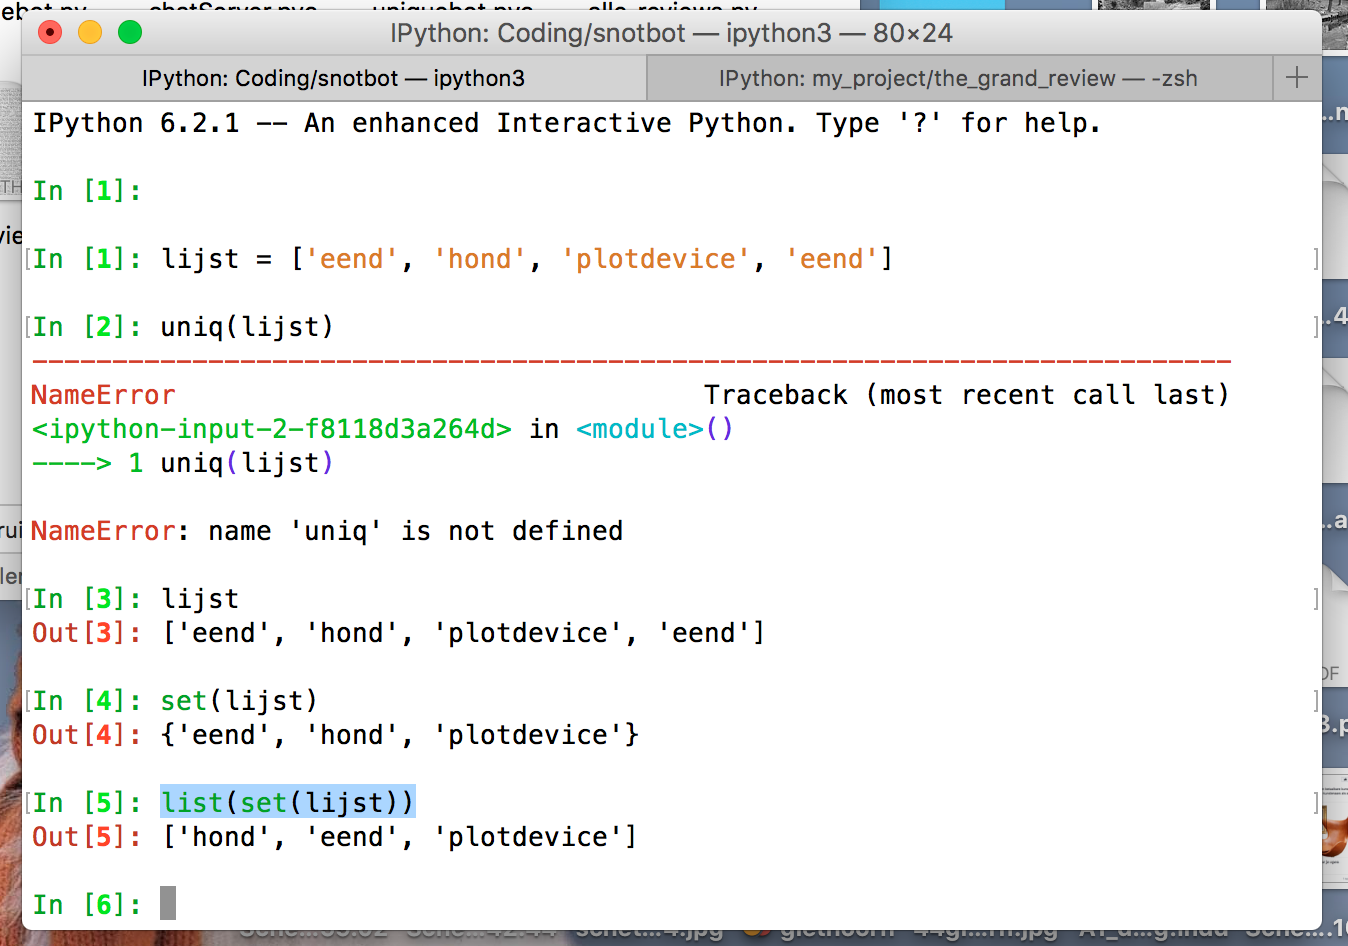 IPython: Coding/snotbot — ipython3 — 80×24
IPython: Coding/snotbot — ipython3
IPython: my_project/the_grand_review — -zsh
IPython 6.2.1 -- An enhanced Interactive Python. Type '?' for help.
In [1]:
In [1]: lijst = ['eend', 'hond', 'plotdevice', 'eend']
In [2]: uniq(lijst)
---------------------------------------------------------------------------
NameError Traceback (most recent call last)
<ipython-input-2-f8118d3a264d> in <module>()
----> 1 uniq(lijst)
NameError: name 'uniq' is not defined
In [3]: lijst
Out[3]: ['eend', 'hond', 'plotdevice', 'eend']
In [4]: set(lijst)
Out[4]: {'eend', 'hond', 'plotdevice'}
In [5]: list(set(lijst))
Out[5]: ['hond', 'eend', 'plotdevice']
In [6]: